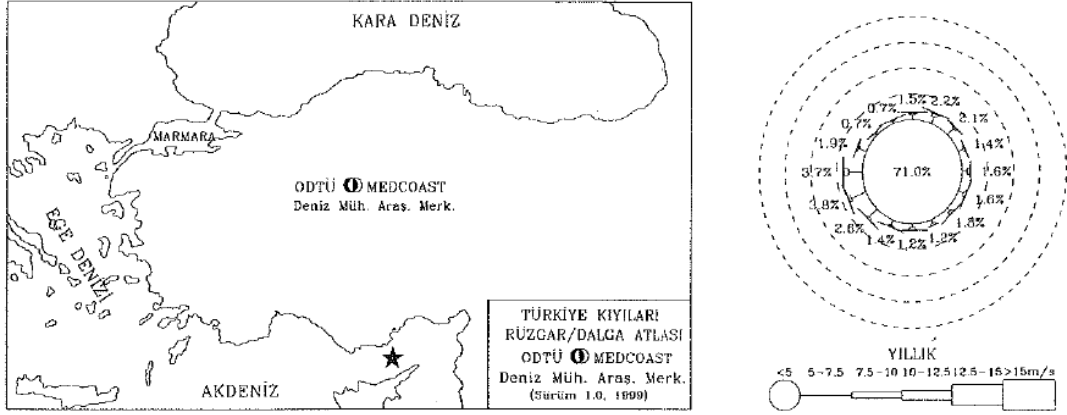 KARA DENİZ
MARMARA
ODTÜ MEDCOAST
Deniz Müh. Araş. Merk.
EGE DENİZİ
AKDENİZ
TÜRKİYE KIYILARI
RÜZGAR/DALGA ATLASI
ODTÜ MEDCOAST
Deniz Müh. Araş. Merk.
(Sürüm 1.0, 1999)
1.5%
2.2%
2.1%
1.4%
1.6%
1.6%
1.2%
1.2%
1.4%
2.6%
3.8%
3.7%
1.9%
0.7%
0.7%
71.0%
YILLIK
<5 5-7.5 7.5-10 10-12.5 12.5-15 >15m/s